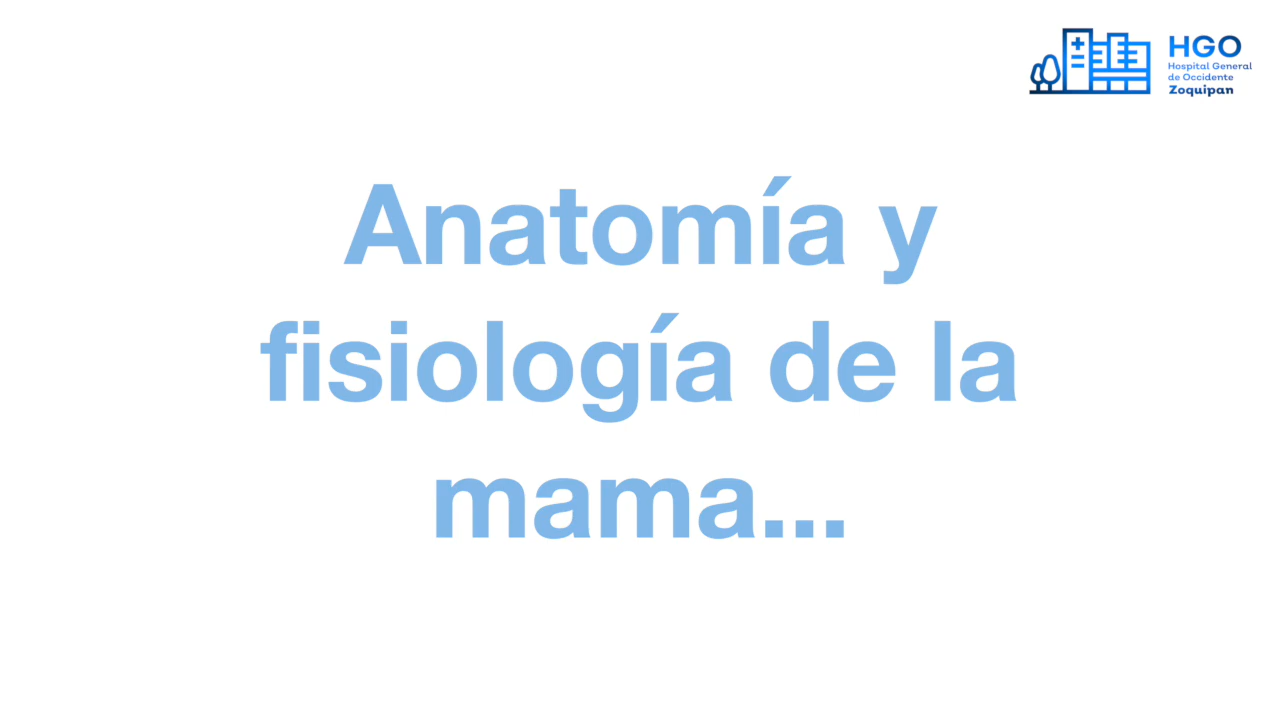 HGO
Hospital General
de Occidente
Zoquipan
Anatomía y
fisiología de la
mama...